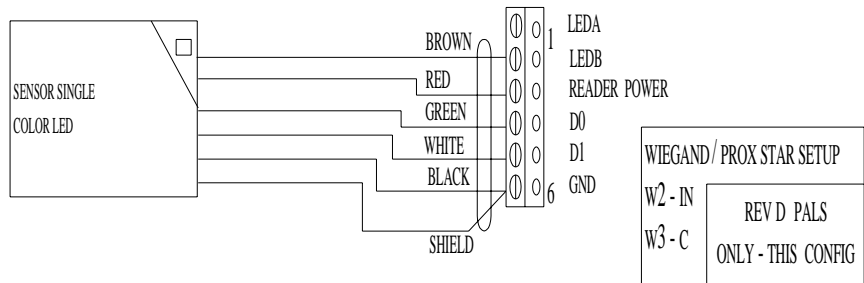 SENSOR SINGLE
COLOR LED
BROWN
RED
GREEN
WHITE
BLACK
SHIELD
1
6
LEDA
LEDB
READER POWER
D0
D1
GND
WIEGAND / PROX STAR SETUP
W2 - IN
W3 - C
REV D PALS
ONLY - THIS CONFIG